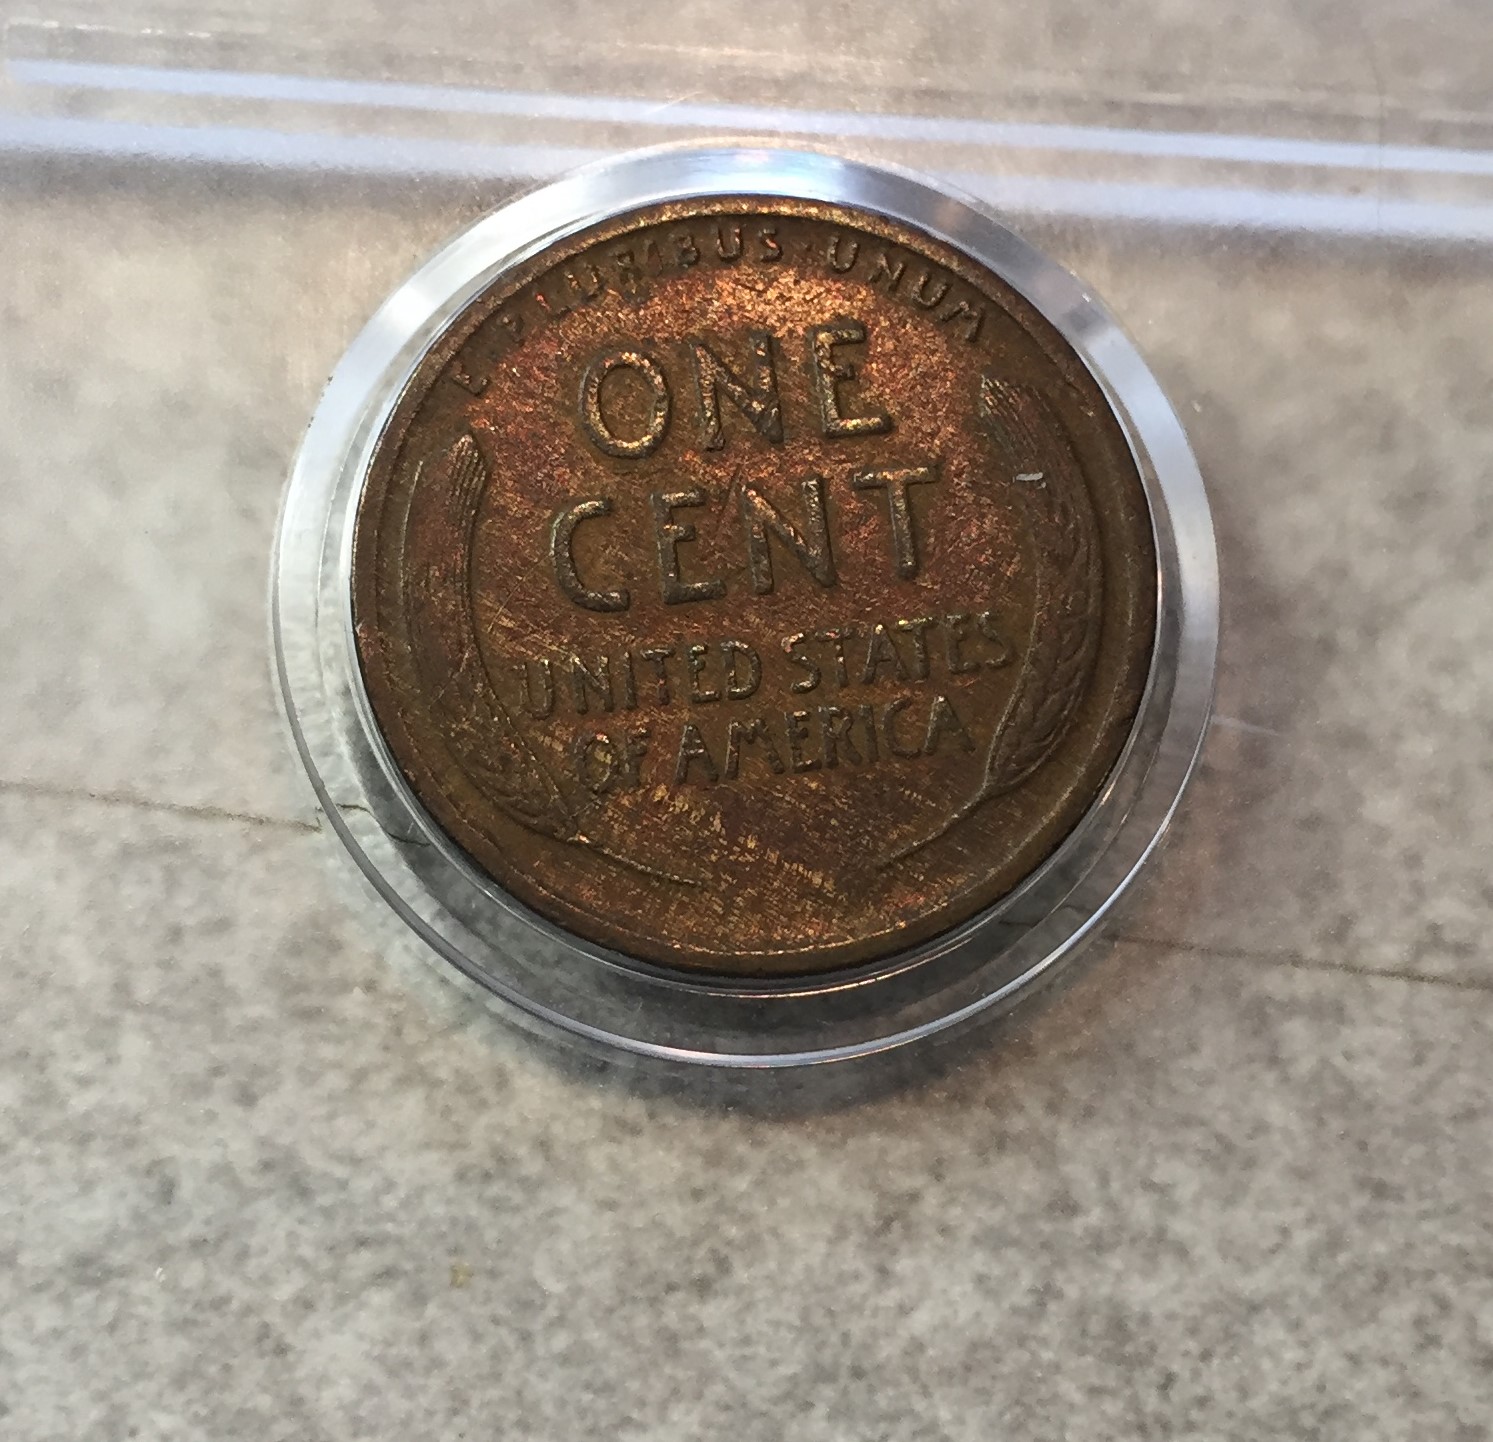 E · PLURIBUS · UNUM
ONE
CENT
UNITED STATES
OF AMERICA